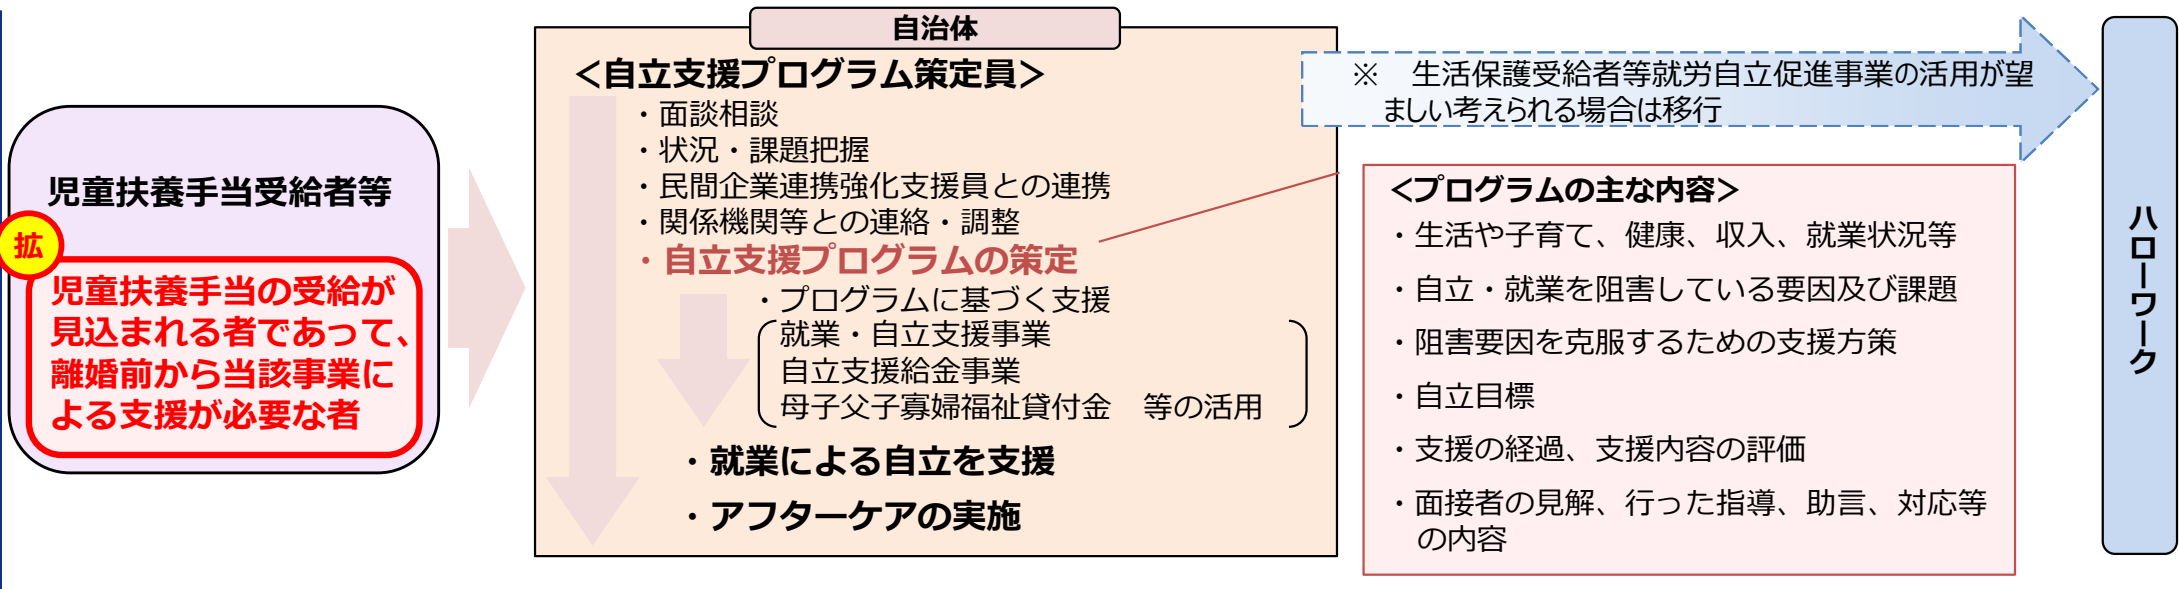 児童扶養手当受給者等
拡
児童扶養手当の受給が
見込まれる者であって、
離婚前から当該事業に
よる支援が必要な者
自治体
＜自立支援プログラム策定員＞
・面談相談
・状況・課題把握
・民間企業連携強化支援員との連携
・関係機関等との連絡・調整
・自立支援プログラムの策定
・プログラムに基づく支援
就業・自立支援事業
自立支援給金事業
母子父子寡婦福祉貸付金　等の活用
・就業による自立を支援
・アフターケアの実施
※　生活保護受給者等就労自立促進事業の活用が望
ましい考えられる場合は移行
＜プログラムの主な内容＞
・生活や子育て、健康、収入、就業状況等
・自立・就業を阻害している要因及び課題
・阻害要因を克服するための支援方策
・自立目標
・支援の経過、支援内容の評価
・面接者の見解、行った指導、助言、対応等
の内容
ハローワーク